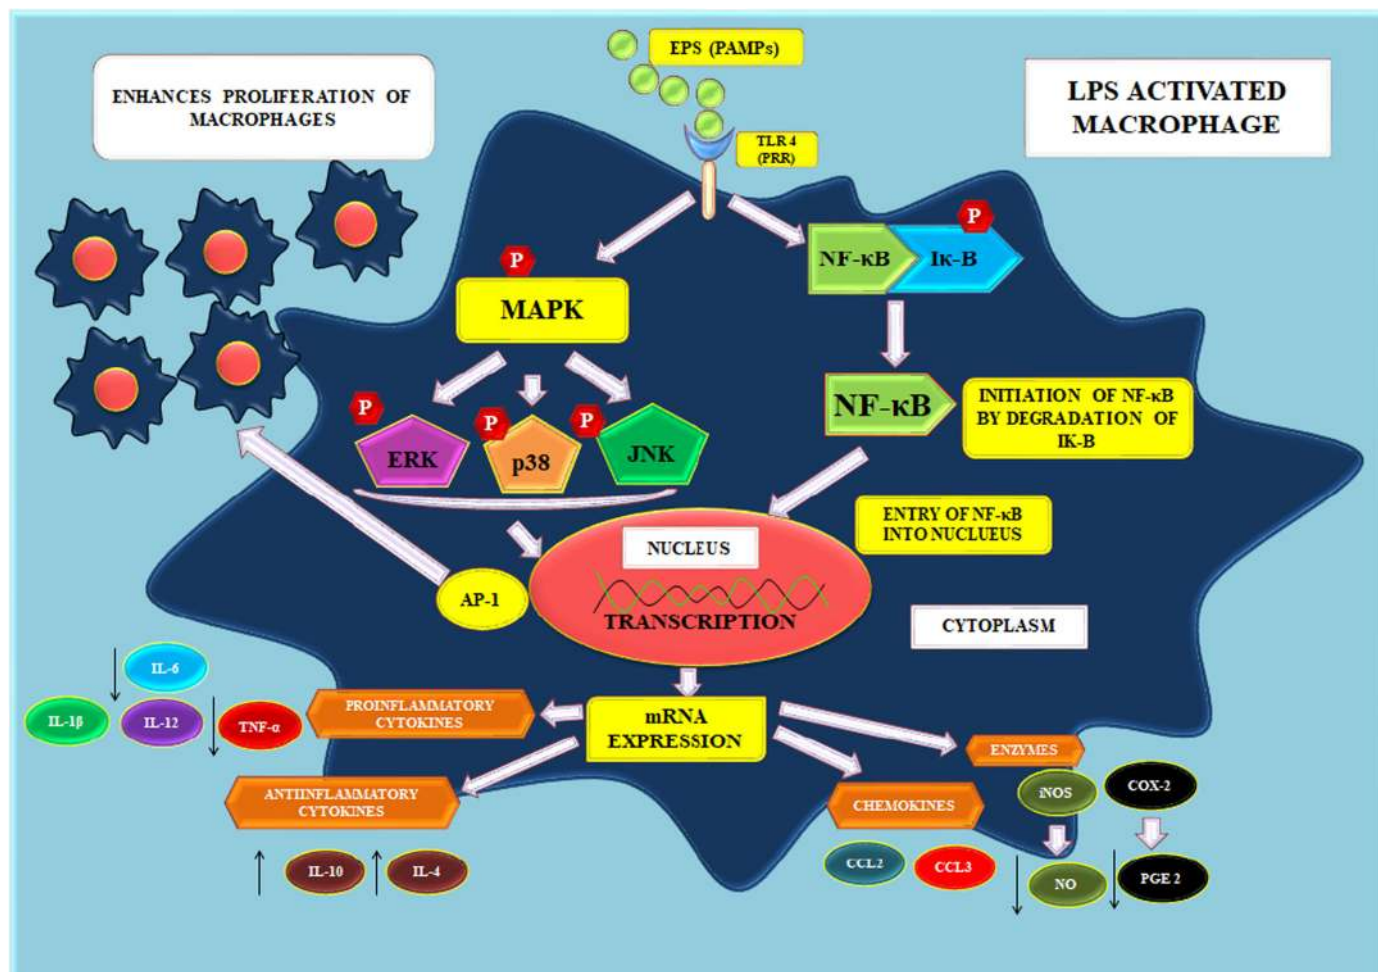 EPS (PAMPs)
ENHANCES PROLIFERATION OF
MACROPHAGES
LPS ACTIVATED
MACROPHAGE
TLR 4
(PRR)
P
NF-κB
Iκ-B
P
MAPK
NF-κB
INITIATION OF NF-κB
BY DEGRADATION OF
IK-B
P
P
P
ERK
p38
JNK
ENTRY OF NF-κB
INTO NUCLUEUS
NUCLEUS
TRANSCRIPTION
AP-1
CYTOPLASM
IL-6
IL-1β
IL-12
TNF-α
PROINFLAMMATORY
CYTOKINES
mRNA
EXPRESSION
ENZYMES
iNOS
COX-2
ANTIINFLAMMATORY
CYTOKINES
CHEMOKINES
IL-10
IL-4
CCL2
CCL3
NO
PGE 2